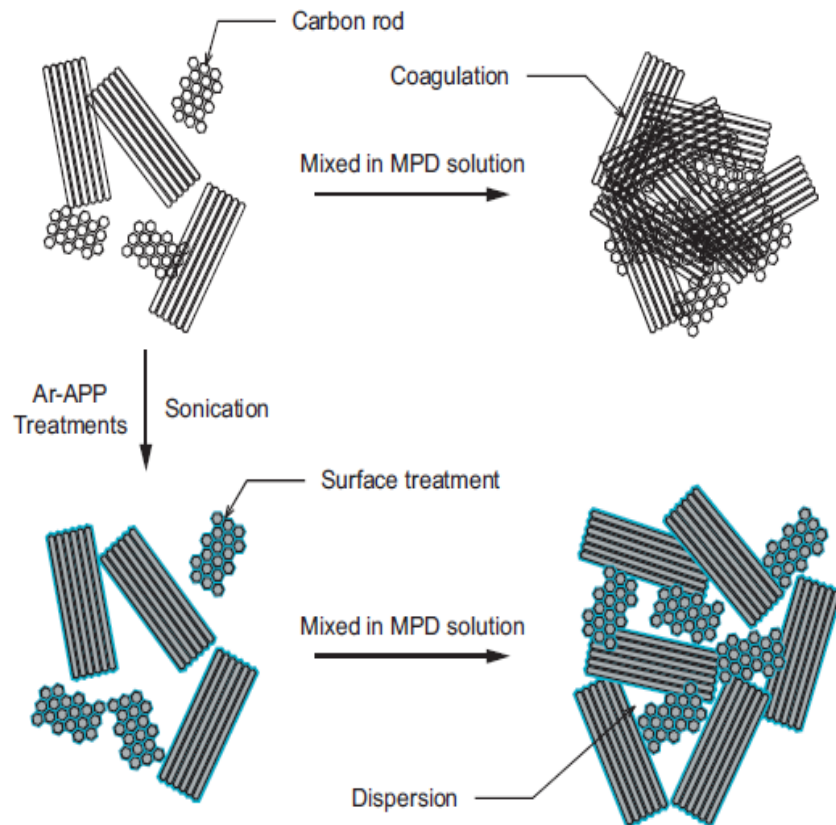 Carbon rod
Coagulation
Mixed in MPD solution
Ar-APP
Treatments
Sonication
Surface treatment
Mixed in MPD solution
Dispersion